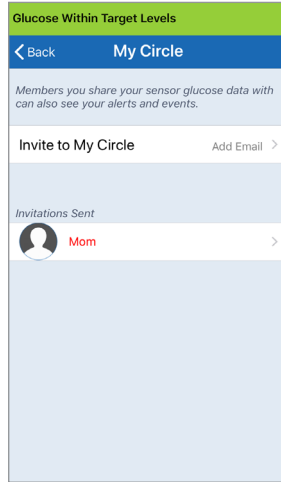 Glucose Within Target Levels
Back My Circle
Members you share your sensor glucose data with
can also see your alerts and events.
Invite to My Circle Add Email
Invitations Sent
Mom